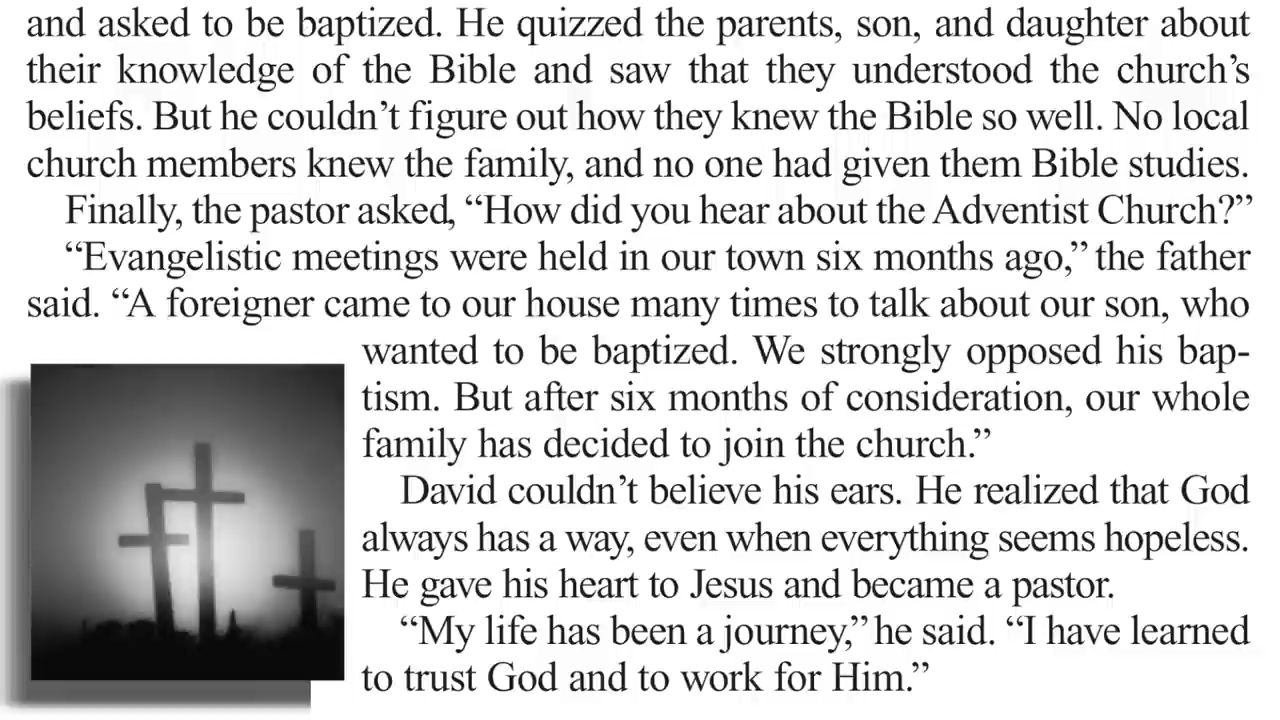 and asked to be baptized. He quizzed the parents, son, and daughter about
their knowledge of the Bible and saw that they understood the church’s
beliefs. But he couldn’t figure out how they knew the Bible so well. No local
church members knew the family, and no one had given them Bible studies.
Finally, the pastor asked, “How did you hear about the Adventist Church?”
“Evangelistic meetings were held in our town six months ago,” the father
said. “A foreigner came to our house many times to talk about our son, who
wanted to be baptized. We strongly opposed his bap-
tism. But after six months of consideration, our whole
family has decided to join the church.”
David couldn’t believe his ears. He realized that God
always has a way, even when everything seems hopeless.
He gave his heart to Jesus and became a pastor.
“My life has been a journey,” he said. “I have learned
to trust God and to work for Him.”